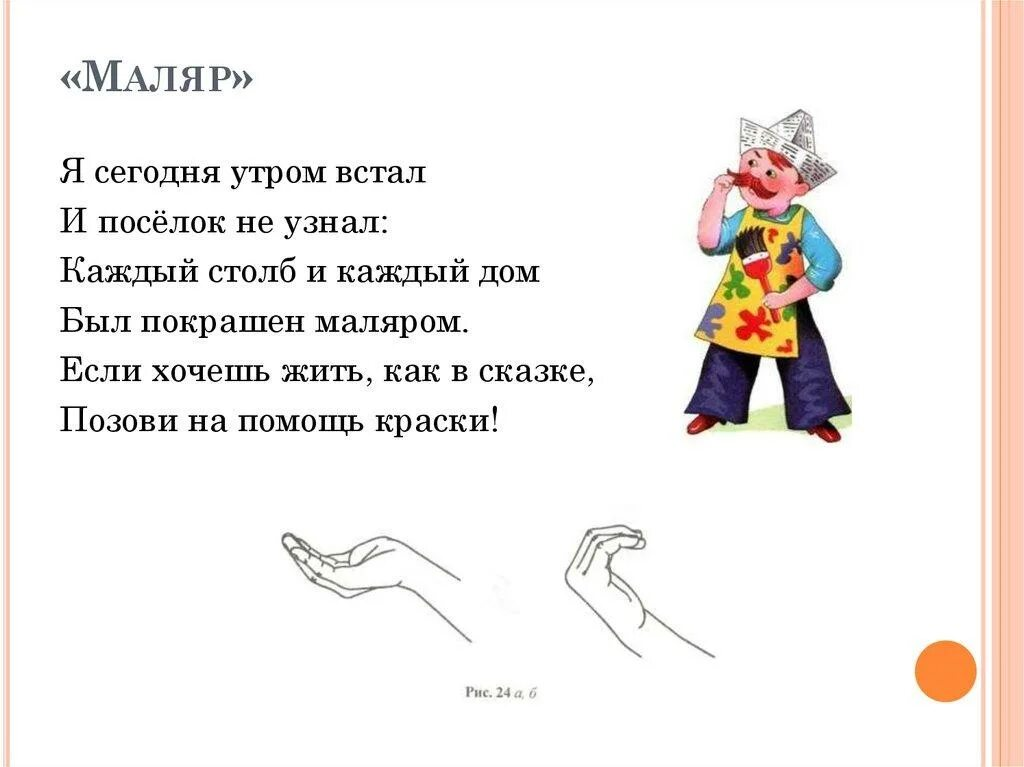 «Маляр»
Я сегодня утром встал
И посёлок не узнал:
Каждый столб и каждый дом
Был покрашен маляром.
Если хочешь жить, как в сказке,
Позови на помощь краски!
Рис. 24 а, б